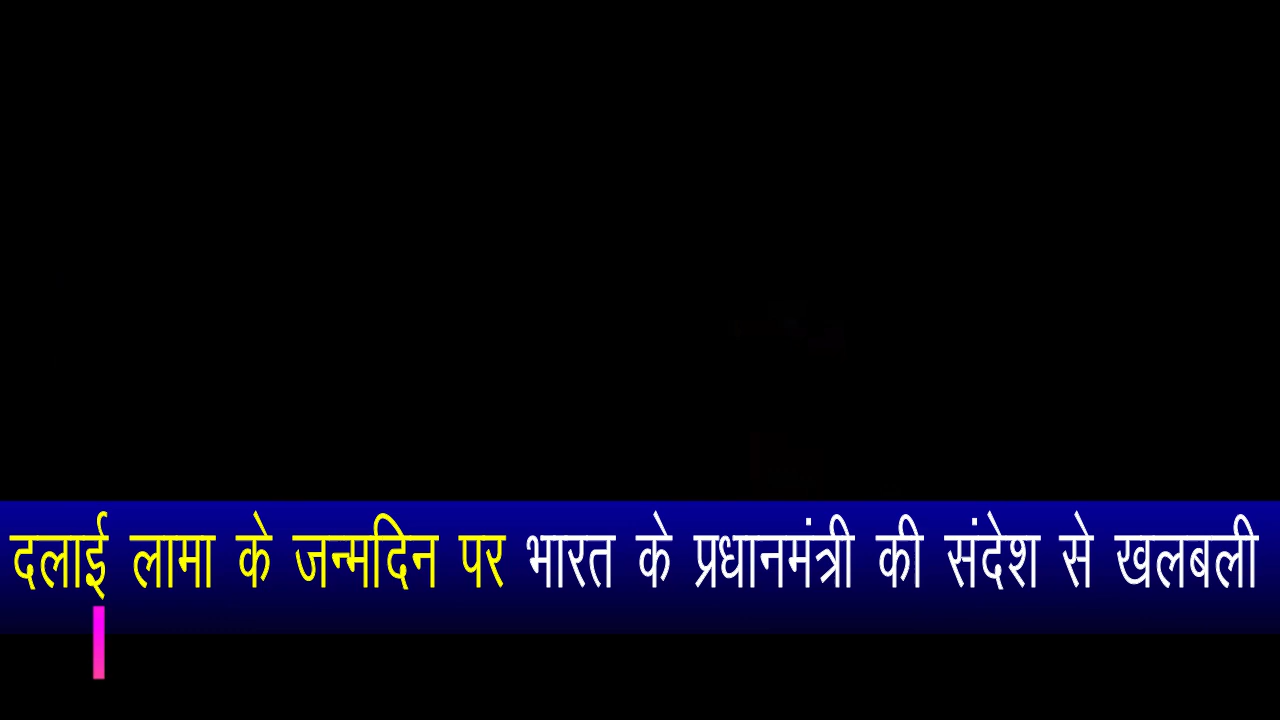 दलाई लामा के जन्मदिन पर भारत के प्रधानमंत्री की संदेश से खलबली